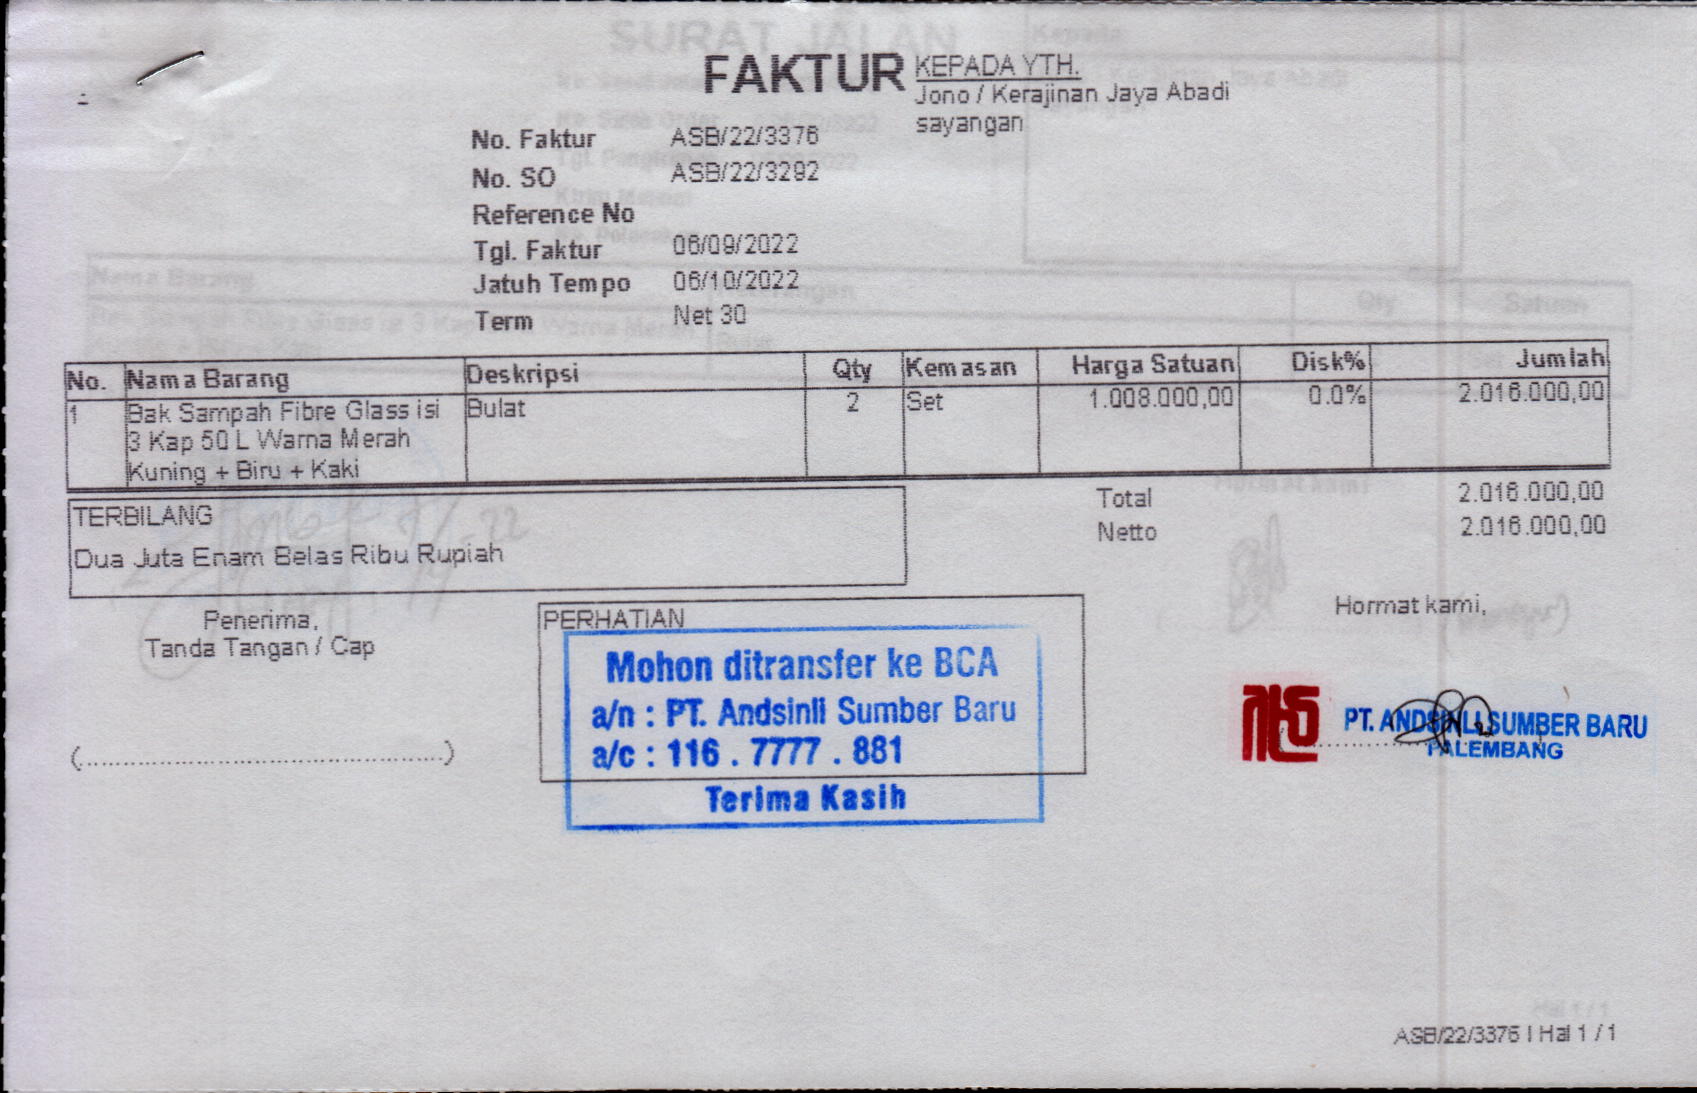 FAKTUR
KEPADA YTH.
Jono / Kerajinan Jaya Abadi
sayangan
No. Faktur ASB/22/3376
No. SO ASB/22/3292
Reference No
Tgl. Faktur 06/09/2022
Jatuh Tempo 06/10/2022
Term Net 30
No. Nama Barang Deskripsi Qty Kemasan Harga Satuan Disk% Jumlah
1 Bak Sampah Fibre Glass isi Bulat 2 Set 1.008.000,00 0.0% 2.016.000,00
3 Kap 50 L Warna Merah
Kuning + Biru + Kaki
Total 2.016.000,00
Netto 2.016.000,00
TERBILANG
Dua Juta Enam Belas Ribu Rupiah
Penerima,
Tanda Tangan / Cap
(...)
PERHATIAN
Mohon ditransfer ke BCA
a/n : PT. Andsinli Sumber Baru
a/c : 116 . 7777 . 881
Terima Kasih
Hormat kami,
PT. ANDSINLI SUMBER BARU
PALEMBANG
ASB/22/3376 | Hal 1 / 1